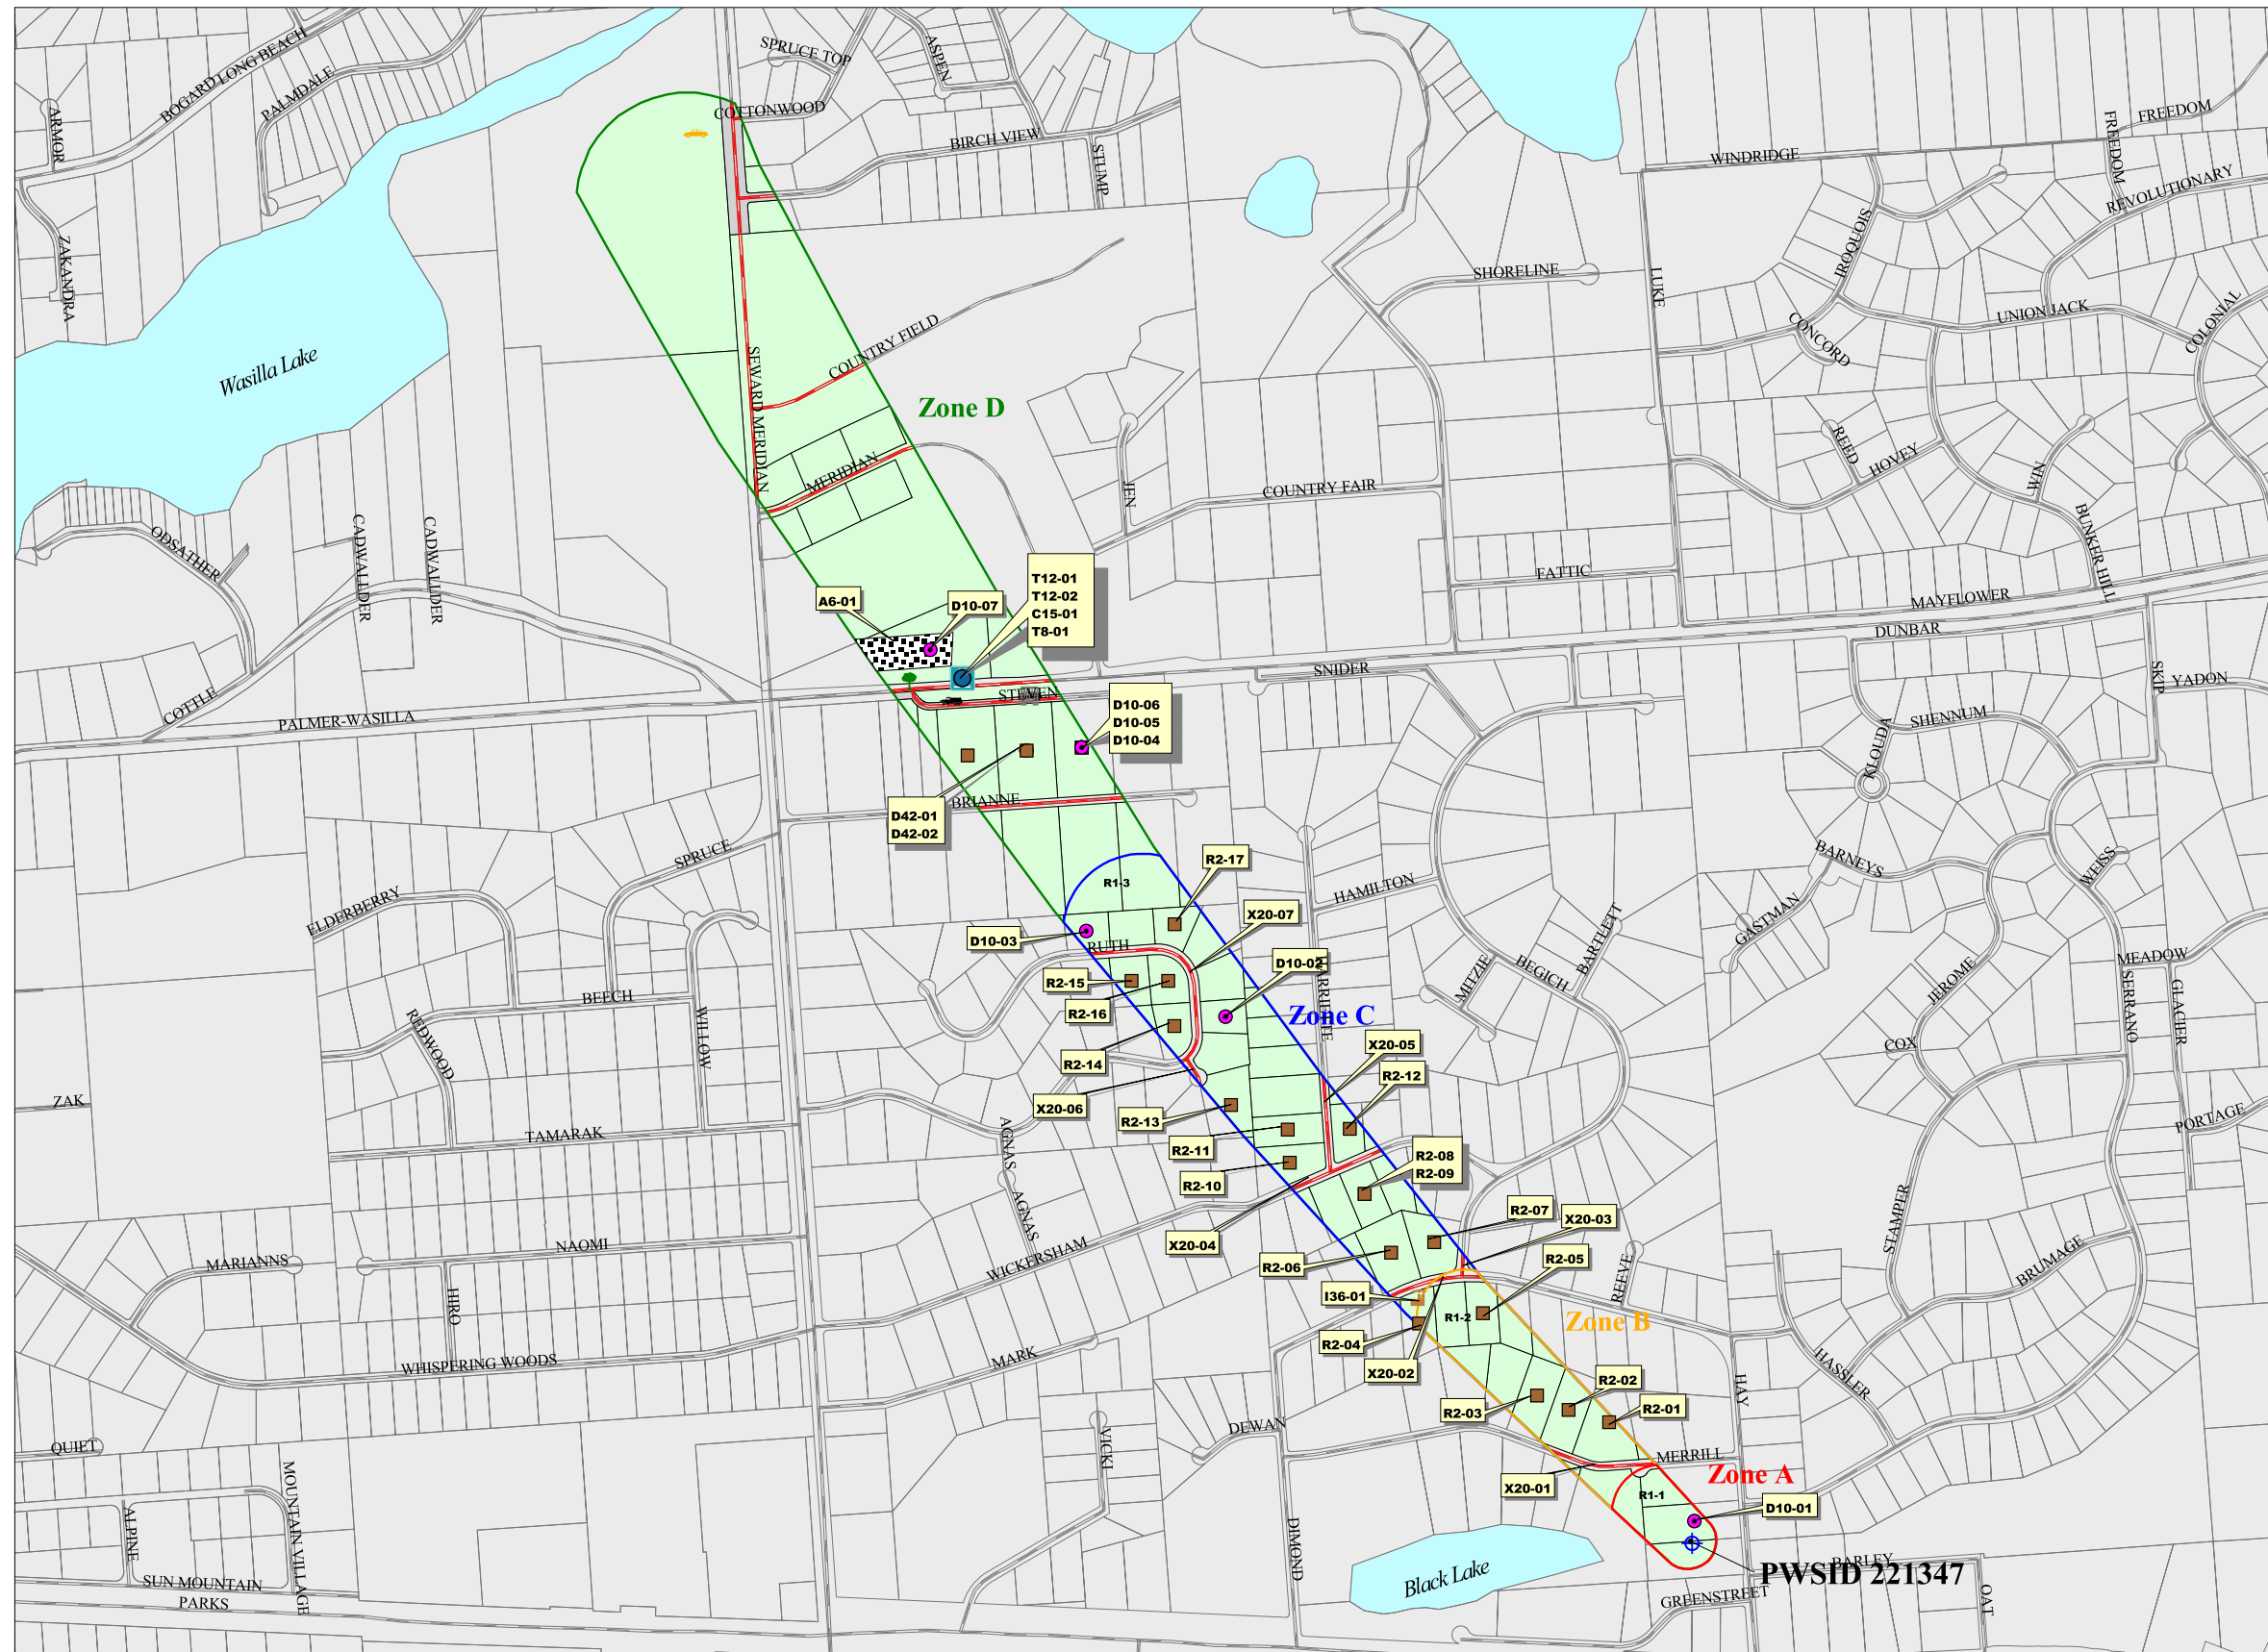 SPRUCE TOP
ASPEN
BOGARD LONG BEACH
PALMDALE
ARMOR
COTTONWOOD
BIRCH VIEW
STUMP
FREEDOM
FREEDOM
WINDRIDGE
REVOLUTIONARY
ZAKANDRA
IROQUOIS
SHORELINE
LUKE
UNION JACK
COLONIAL
CONCORD
COUNTRY FIELD
Wasilla Lake
SEWARD MERIDIAN
Zone D
REED
HOVEY
WIN
MERIDIAN
JEN
COUNTRY FAIR
BUNKER HILL
ODSATHER
CADWALLDER
CADWALLDER
FATTIC
MAYFLOWER
DUNBAR
T12-01
T12-02
C15-01
T8-01
A6-01
D10-07
SNIDER
SKIP
YADON
COTTLE
PALMER-WASILLA
STEVEN
D10-06
D10-05
D10-04
SHENNUM
KLOUDA
D42-01
D42-02
BRIANNE
SPRUCE
R2-17
R1-3
HAMILTON
BARNEYS
WEISS
ELDERBERRY
X20-07
D10-03
RUTH
D10-02
GASTMAN
BARTLETT
MITZIE
BEGICH
JEROME
MEADOW
SERRANO
GLACIER
R2-15
R2-16
BEECH
REDWOOD
WILLOW
Zone C
COX
X20-05
R2-14
R2-12
ZAK
X20-06
R2-13
TAMARAK
AGNAS
AGNAS
PORTAGE
R2-11
R2-10
R2-08
R2-09
STAMPER
R2-07
X20-03
X20-04
R2-06
R2-05
MARIANNS
NAOMI
WICKERSHAM
BRUMAGE
REEVE
HIRO
I36-01
R1-2
Zone B
R2-04
X20-02
WHISPERING WOODS
MARK
HASSLER
HAY
R2-02
R2-03
R2-01
DEWAN
VICKI
QUIET
MOUNTAIN VILLAGE
MERRILL
Zone A
X20-01
R1-1
D10-01
ALPINE
DIMOND
Black Lake
BARLEY
PWSID 221347
SUN MOUNTAIN
PARKS
GREENSTREET
OAT